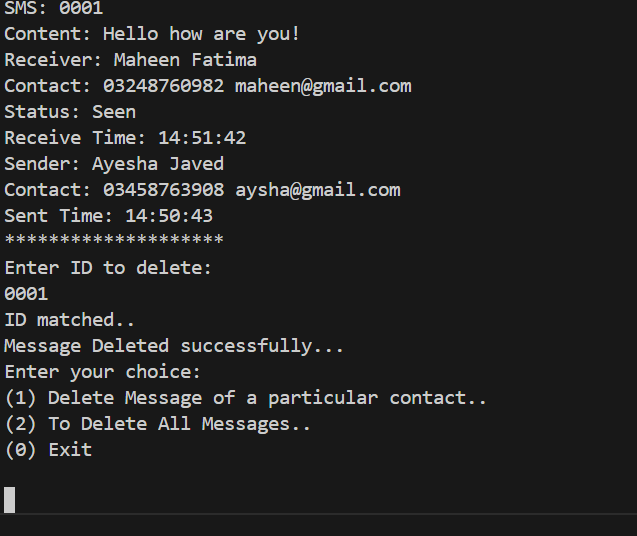 SMS: 0001
Content: Hello how are you!
Receiver: Maheen Fatima
Contact: 03248760982 maheen@gmail.com
Status: Seen
Receive Time: 14:51:42
Sender: Ayesha Javed
Contact: 03458763908 aysha@gmail.com
Sent Time: 14:50:43
********************
Enter ID to delete:
0001
ID matched..
Message Deleted successfully...
Enter your choice:
(1) Delete Message of a particular contact..
(2) To Delete All Messages..
(0) Exit